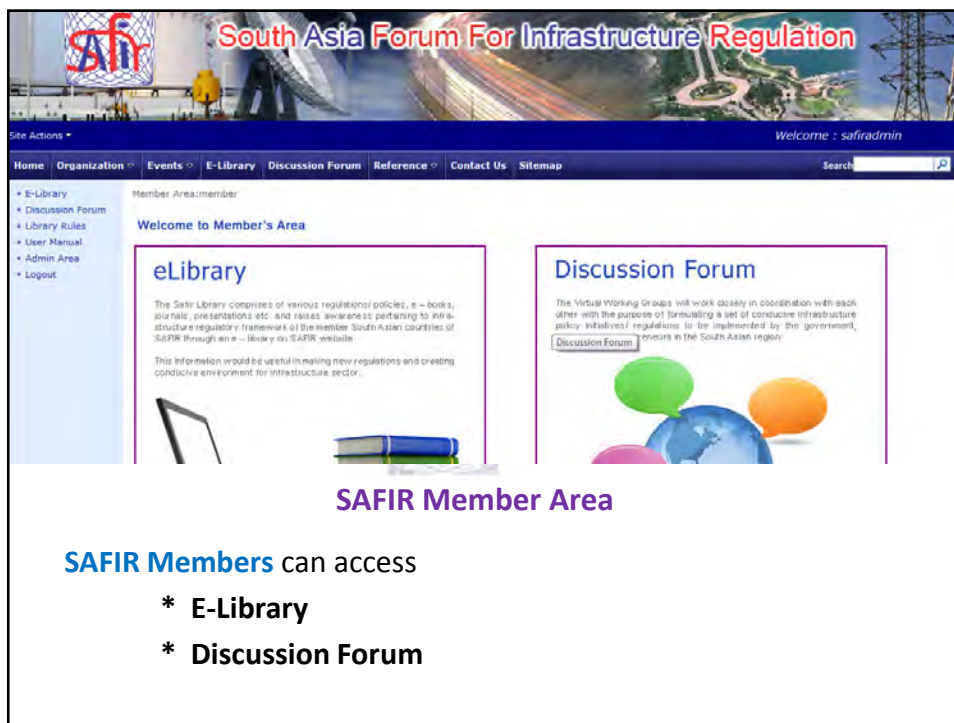 Safir
South Asia Forum For Infrastructure Regulation
Site Actions
Welcome : safiradmin
Home Organization Events E-Library Discussion Forum Reference Contact Us Sitemap
Search
E-Library
Discussion Forum
Library Rules
User Manual
Admin Area
Logout
Member Area:member
Welcome to Member's Area
eLibrary
The Safir Library comprises of various regulations/ policies, e – books,
journals, presentations etc and raises awareness pertaining to infra-
structure regulatory framework of the member South Asian countries of
SAFIR through an e – library on SAFIR website
This information would be useful in making new regulations and creating
conducive environment for infrastructure sector.
Discussion Forum
The Virtual Working Groups will work closely in coordination with each
other with the purpose of formulating a set of conducive infrastructure
policy initiatives/ regulations to be implemented by the government,
Discussion Forum
in the South Asian region
SAFIR Member Area
SAFIR Members can access
* E-Library
* Discussion Forum